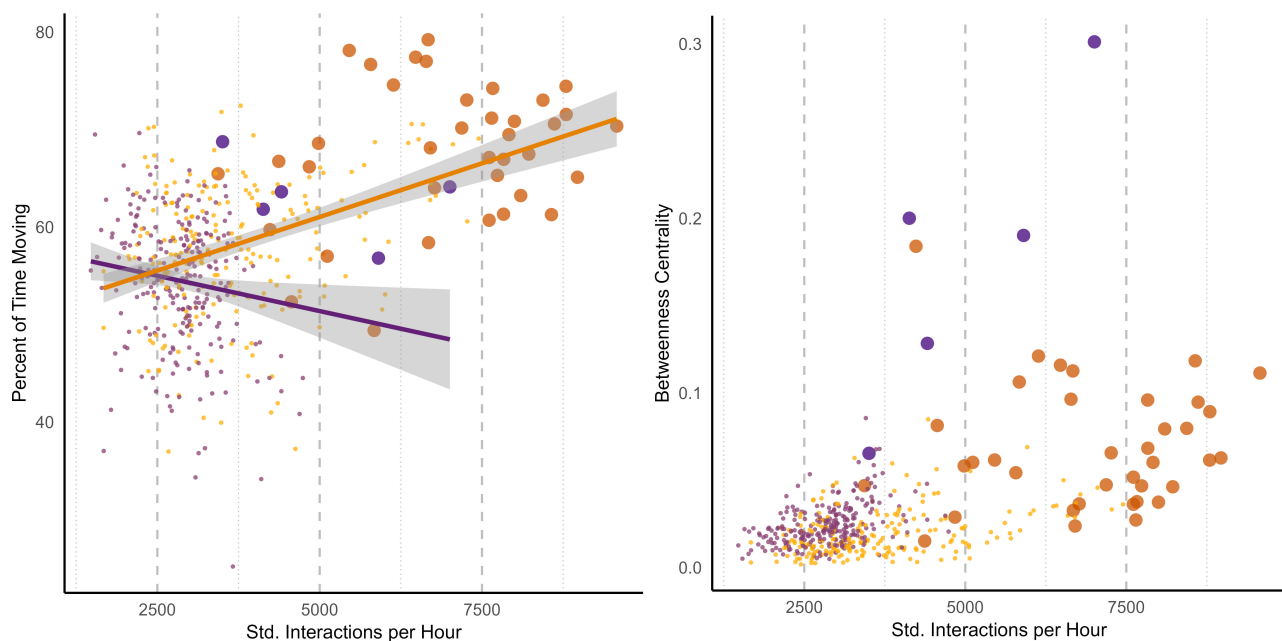 80
60
40
Percent of Time Moving
2500 5000 7500
Std. Interactions per Hour
0.3
0.2
0.1
0.0
Betweenness Centrality
2500 5000 7500
Std. Interactions per Hour